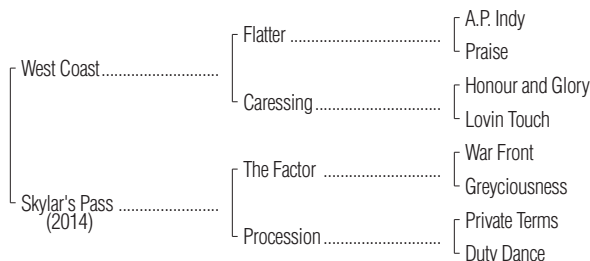 A.P. Indy
Flatter
Praise
West Coast
Honour and Glory
Caressing
Lovin Touch
War Front
The Factor
Greyciousness
Skylar's Pass
(2014)
Private Terms
Procession
Duty Dance